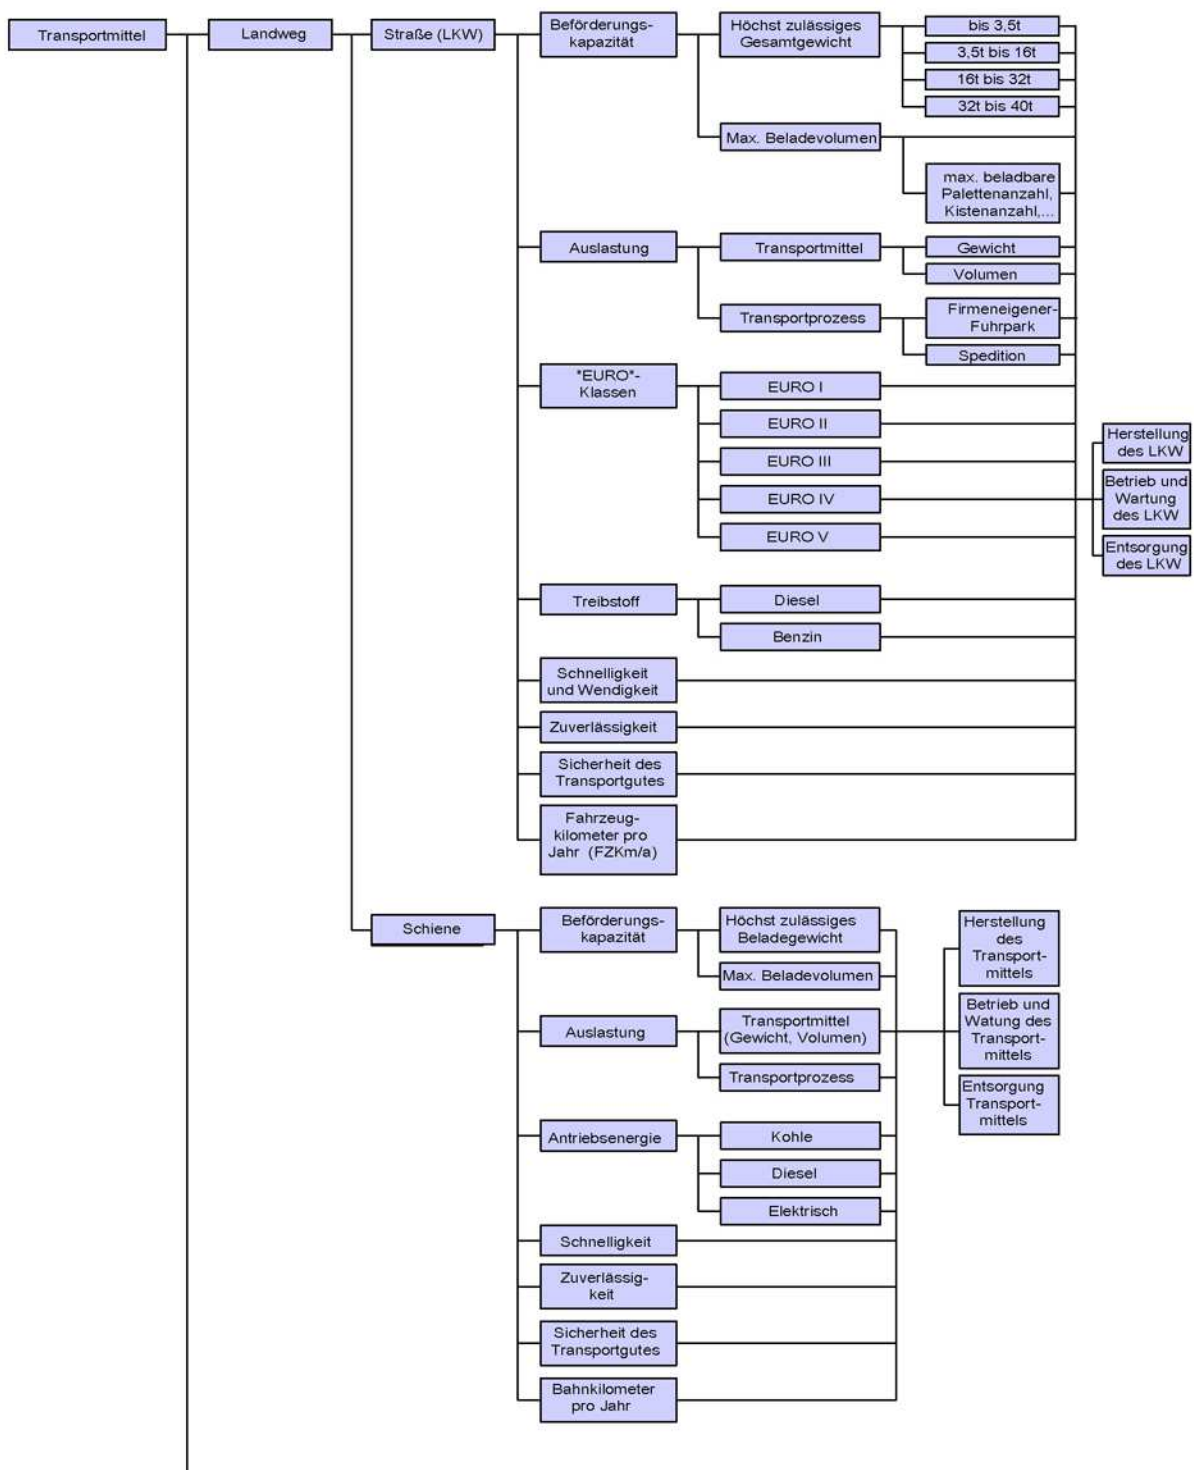 Transportmittel
Landweg
Straße (LKW)
Beförderungs-
kapazität
Höchst zulässiges
Gesamtgewicht
bis 3,5t
3,5t bis 16t
16t bis 32t
32t bis 40t
Max. Beladevolumen
max. beladbare
Palettenanzahl,
Kistenanzahl,...
Auslastung
Transportmittel
Gewicht
Volumen
Transportprozess
Firmeneigener-
Fuhrpark
Spedition
"EURO"-
Klassen
EURO I
EURO II
EURO III
EURO IV
EURO V
Herstellung
des LKW
Betrieb und
Wartung
des LKW
Entsorgung
des LKW
Treibstoff
Diesel
Benzin
Schnelligkeit
und Wendigkeit
Zuverlässigkeit
Sicherheit des
Transportgutes
Fahrzeug-
kilometer pro
Jahr (FZKm/a)
Schiene
Beförderungs-
kapazität
Höchst zulässiges
Beladegewicht
Max. Beladevolumen
Auslastung
Transportmittel
(Gewicht, Volumen)
Transportprozess
Herstellung
des
Transport-
mittels
Betrieb und
Watung des
Transport-
mittels
Entsorgung
Transport-
mittels
Antriebsenergie
Kohle
Diesel
Elektrisch
Schnelligkeit
Zuverlässig-
keit
Sicherheit des
Transportgutes
Bahnkilometer
pro Jahr